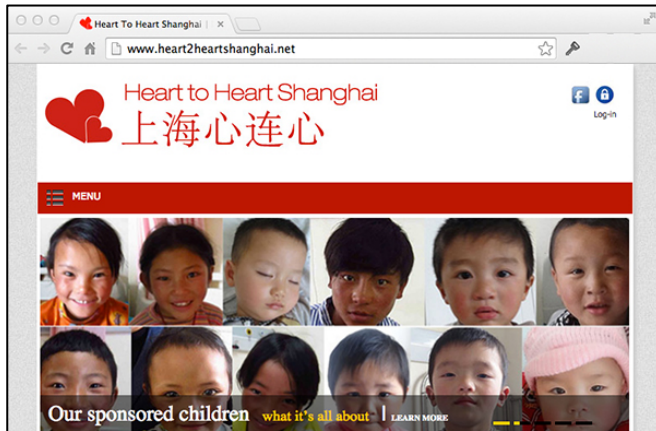 Heart To Heart Shanghai |
www.heart2heartshanghai.net
Heart to Heart Shanghai
上海心连心
Log-in
MENU
Our sponsored children what it's all about | LEARN MORE